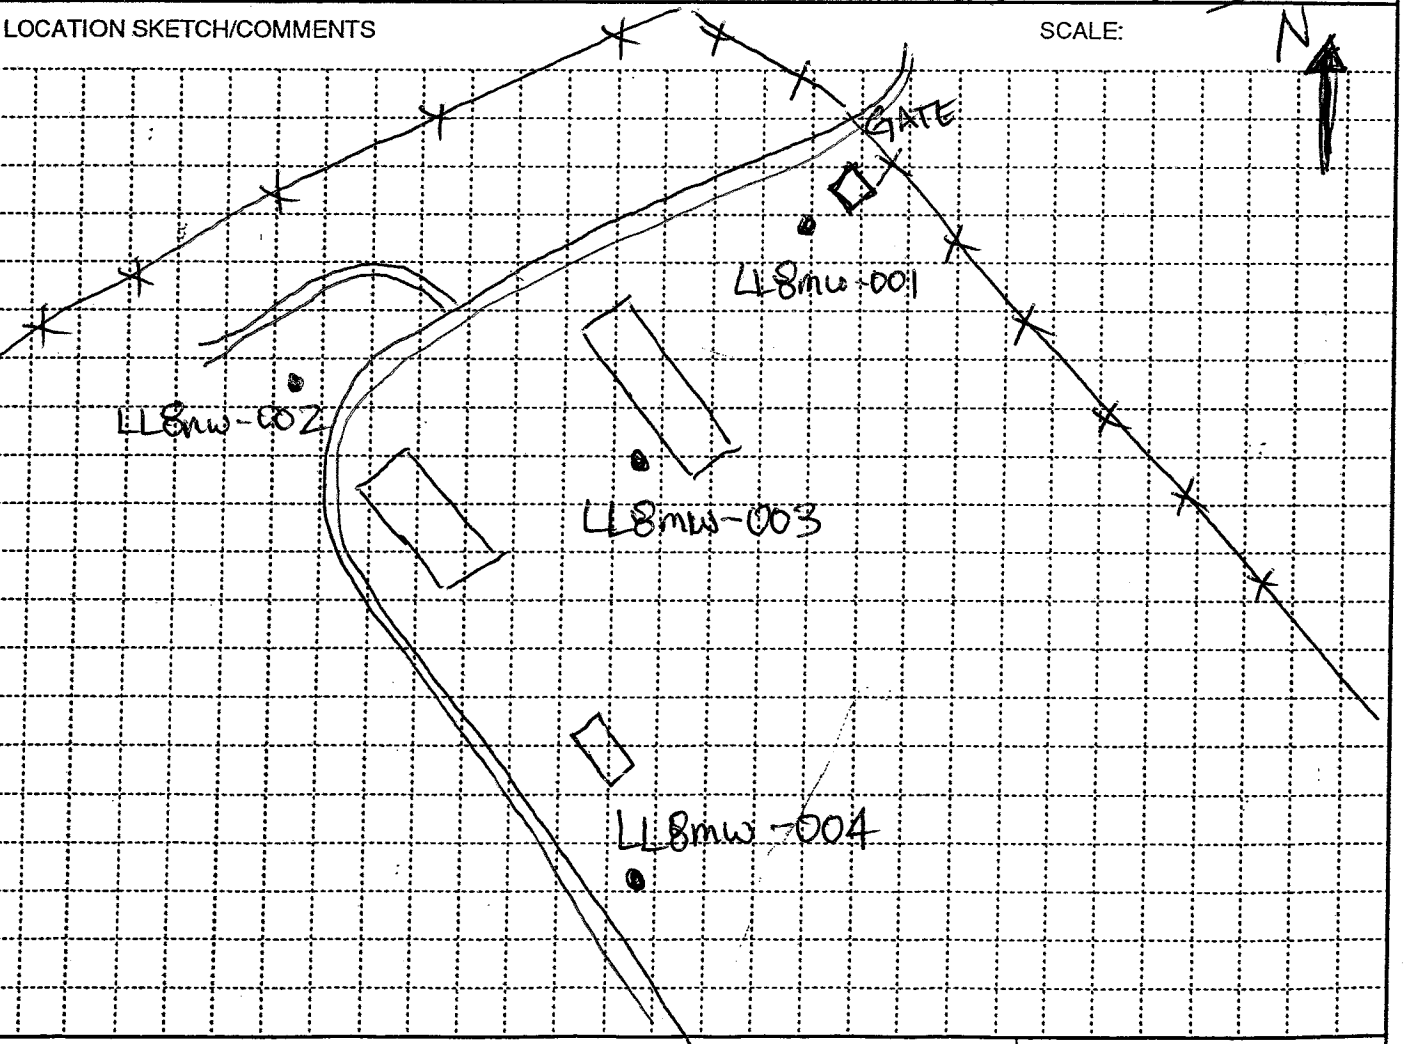 LOCATION SKETCH/COMMENTS
SCALE:
N
GATE
LL8mw-001
LL8mw-002
LL8mw-003
LL8mw-004